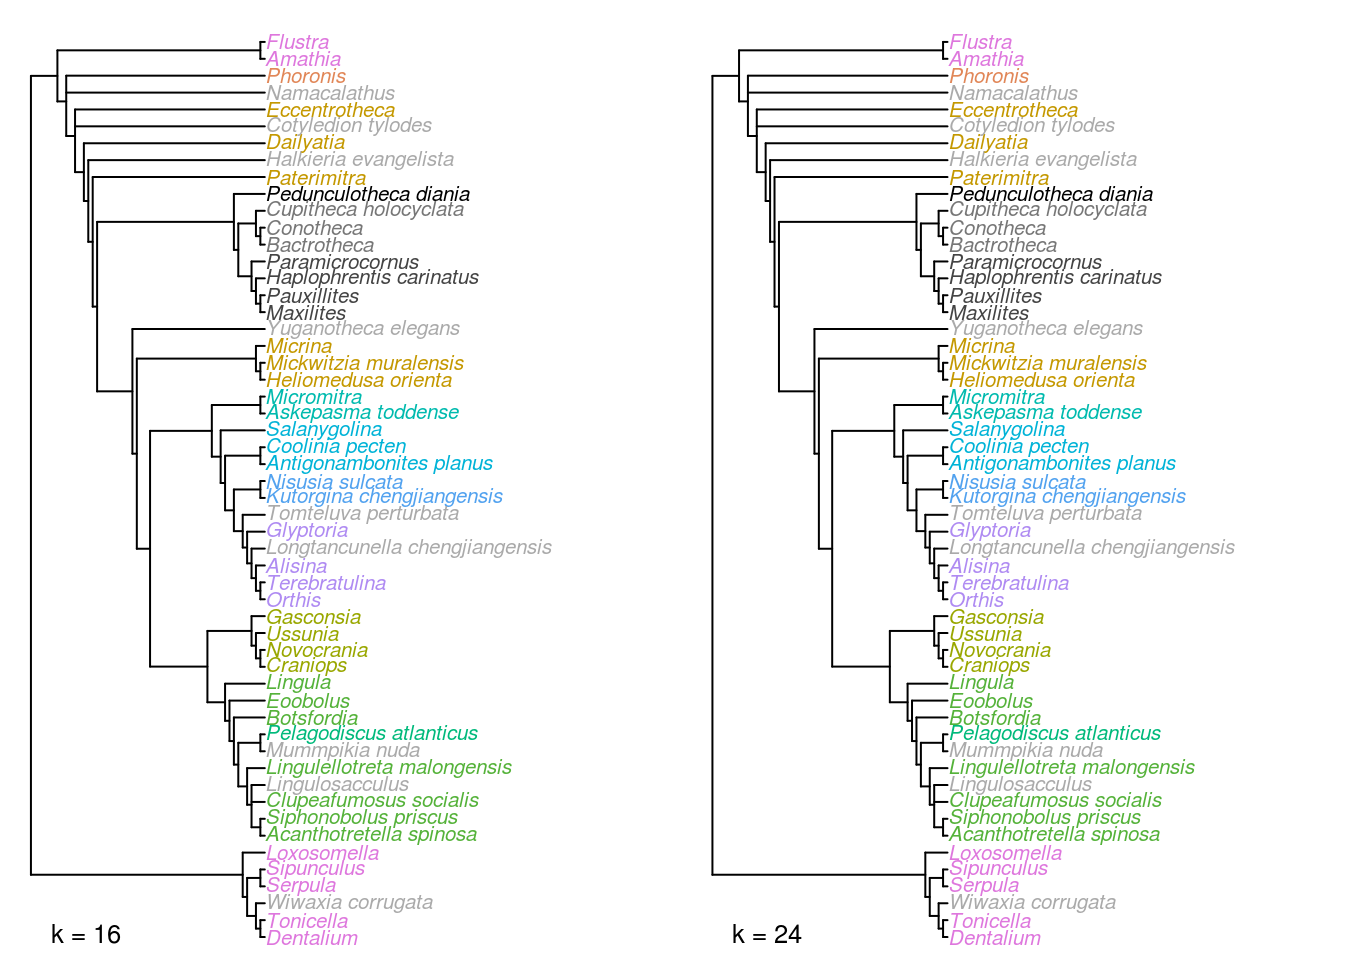 Flustra
Amathia
Phoronis
Namacalathus
Eccentrotheca
Cotyledion tylodes
Dailyatia
Halkieria evangelista
Paterimitra
Pedunculotheca diania
Cupitheca holocyclata
Conotheca
Bactrotheca
Paramicrocornus
Haplophrentis carinatus
Pauxillites
Maxilites
Yuganotheca elegans
Micrina
Mickwitzia muralensis
Heliomedusa orienta
Micromitra
Askepasma toddense
Salanygolina
Coolinia pecten
Antigonambonites planus
Nisusia sulcata
Kutorgina chengjiangensis
Tomteluva perturbata
Glyptoria
Longtancunella chengjiangensis
Alisina
Terebratulina
Orthis
Gasconsia
Ussunia
Novocrania
Craniops
Lingula
Eoobolus
Botsfordia
Pelagodiscus atlanticus
Mummpikia nuda
Lingulellotreta malongensis
Lingulosacculus
Clupeafumosus socialis
Siphonobolus priscus
Acanthotretella spinosa
Loxosomella
Sipunculus
Serpula
Wiwaxia corrugata
Tonicella
Dentalium
k = 16
Flustra
Amathia
Phoronis
Namacalathus
Eccentrotheca
Cotyledion tylodes
Dailyatia
Halkieria evangelista
Paterimitra
Pedunculotheca diania
Cupitheca holocyclata
Conotheca
Bactrotheca
Paramicrocornus
Haplophrentis carinatus
Pauxillites
Maxilites
Yuganotheca elegans
Micrina
Mickwitzia muralensis
Heliomedusa orienta
Micromitra
Askepasma toddense
Salanygolina
Coolinia pecten
Antigonambonites planus
Nisusia sulcata
Kutorgina chengjiangensis
Tomteluva perturbata
Glyptoria
Longtancunella chengjiangensis
Alisina
Terebratulina
Orthis
Gasconsia
Ussunia
Novocrania
Craniops
Lingula
Eoobolus
Botsfordia
Pelagodiscus atlanticus
Mummpikia nuda
Lingulellotreta malongensis
Lingulosacculus
Clupeafumosus socialis
Siphonobolus priscus
Acanthotretella spinosa
Loxosomella
Sipunculus
Serpula
Wiwaxia corrugata
Tonicella
Dentalium
k = 24